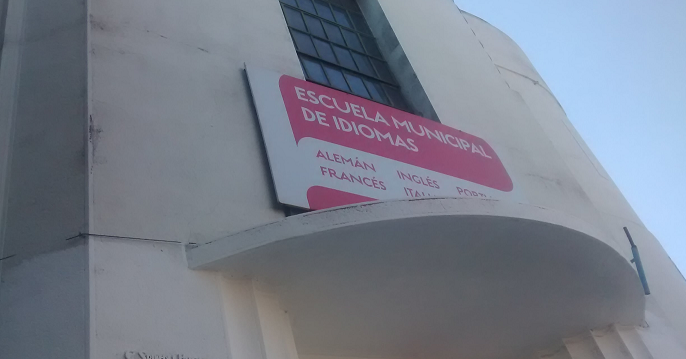 ESCUELA MUNICIPAL
DE IDIOMAS
ALEMÁN INGLÉS
FRANCÉS